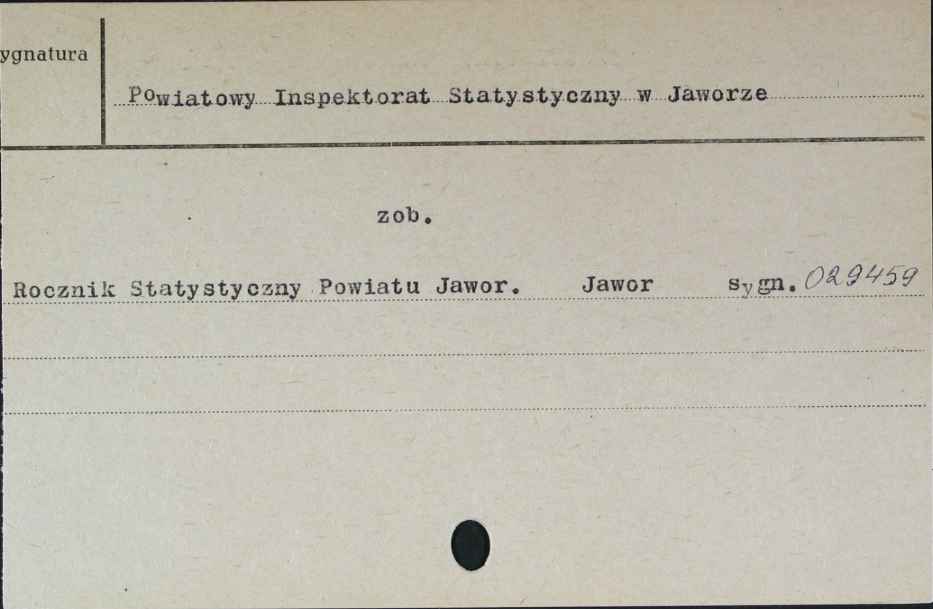 ygnatura
Powiatowy Inspektorat Statystyczny w Jaworze
zob.
Rocznik Statystyczny Powiatu Jawor. Jawor sygn. 029459